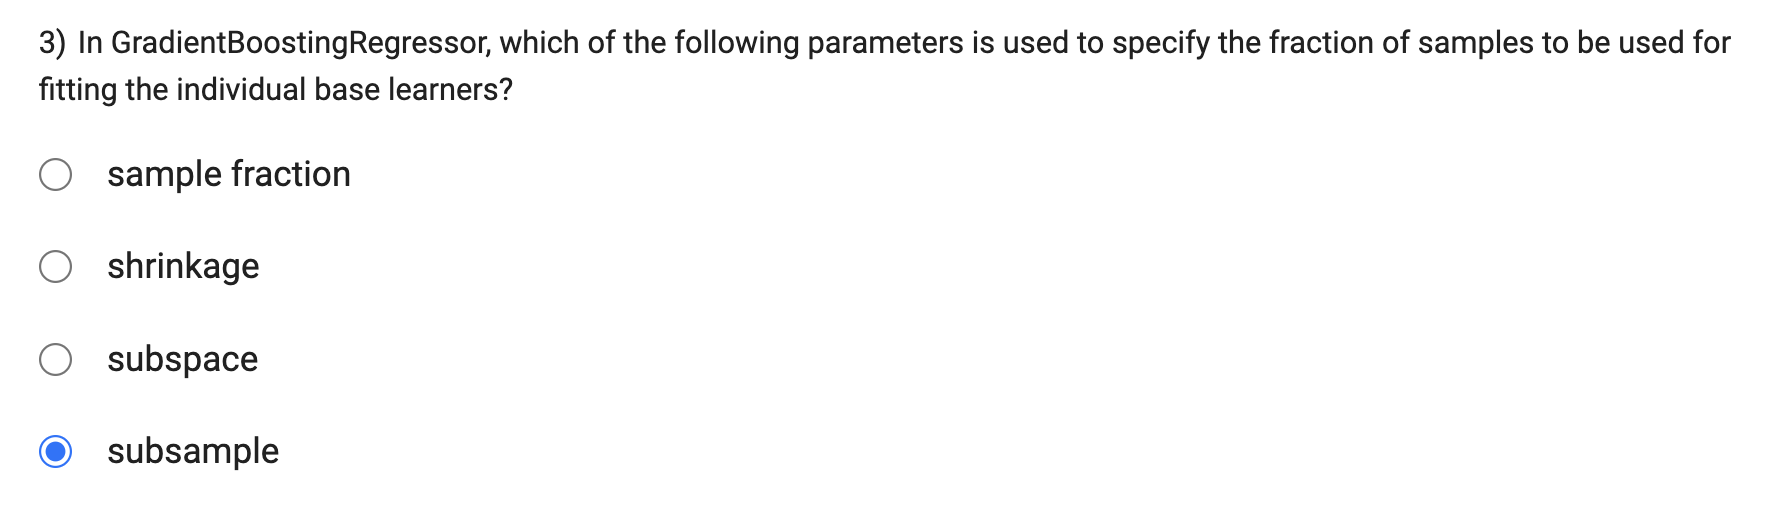 3) In GradientBoostingRegressor, which of the following parameters is used to specify the fraction of samples to be used for
fitting the individual base learners?
sample fraction
shrinkage
subspace
subsample